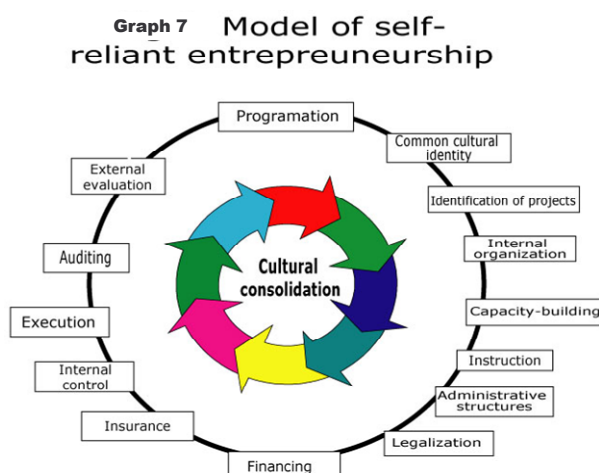 Graph 7 Model of self-
reliant entrepreuneurship
Programation
Common cultural
identity
Identification of projects
Internal
organization
Capacity-building
Instruction
Administrative
structures
Legalization
Financing
Insurance
Internal
control
Execution
Auditing
External
evaluation
Cultural
consolidation